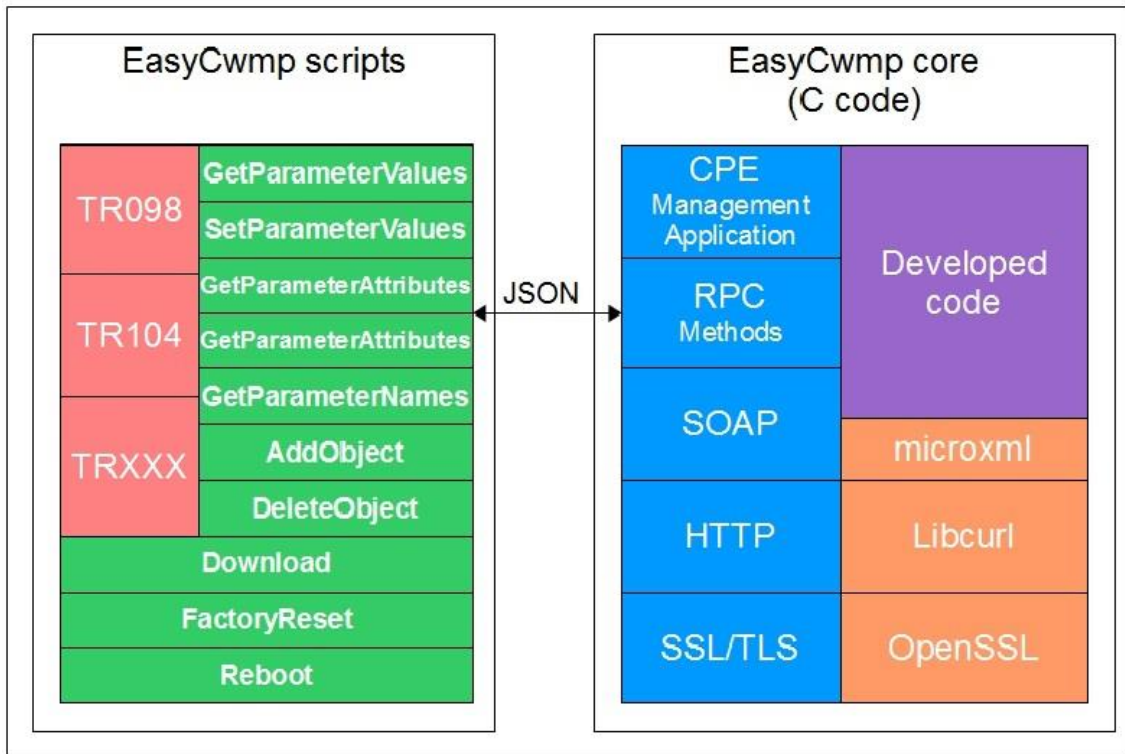 EasyCwmp scripts
TR098
TR104
TRXXX
GetParameterValues
SetParameterValues
GetParameterAttributes
GetParameterAttributes
GetParameterNames
AddObject
DeleteObject
Download
FactoryReset
Reboot
JSON
EasyCwmp core
(C code)
CPE
Management
Application
RPC
Methods
SOAP
HTTP
SSL/TLS
Developed
code
microxml
Libcurl
OpenSSL